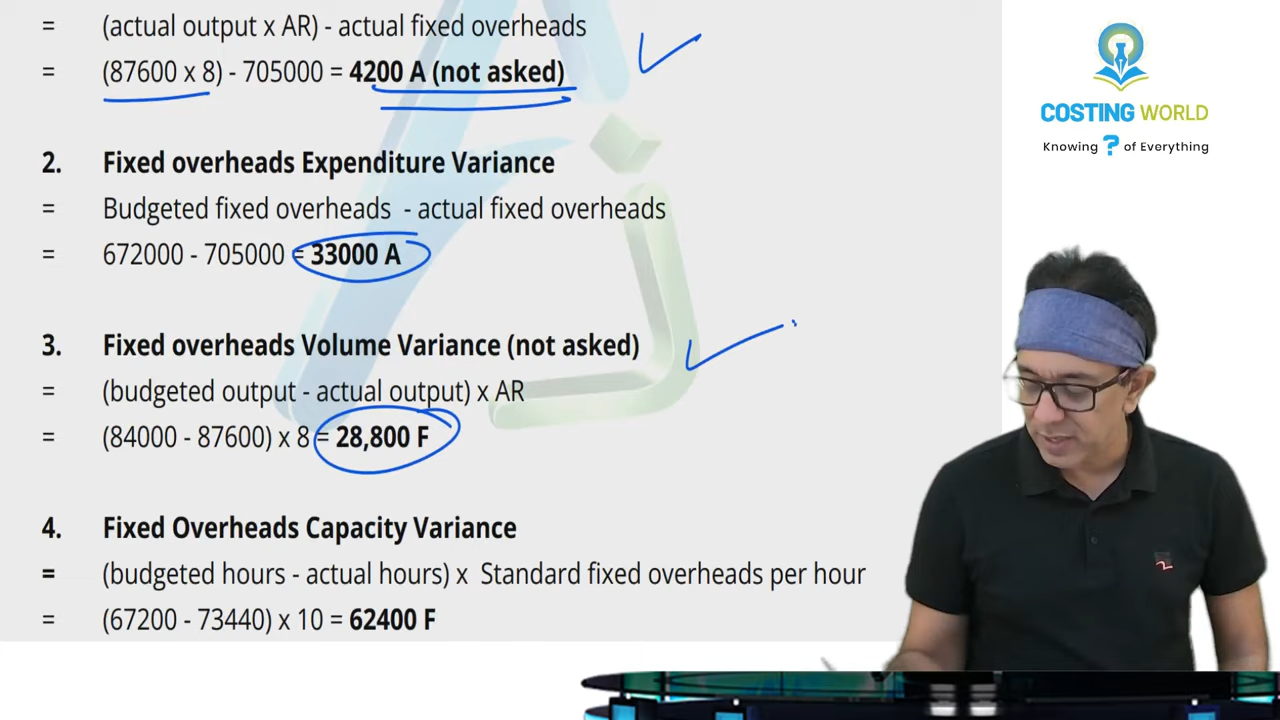 = (actual output x AR) - actual fixed overheads
= (87600 x 8) - 705000 = 4200 A (not asked)
2. Fixed overheads Expenditure Variance
= Budgeted fixed overheads - actual fixed overheads
= 672000 - 705000 = 33000 A
3. Fixed overheads Volume Variance (not asked)
= (budgeted output - actual output) x AR
= (84000 - 87600) x 8 = 28,800 F
4. Fixed Overheads Capacity Variance
= (budgeted hours - actual hours) x Standard fixed overheads per hour
= (67200 - 73440) x 10 = 62400 F
COSTING WORLD
Knowing ? of Everything